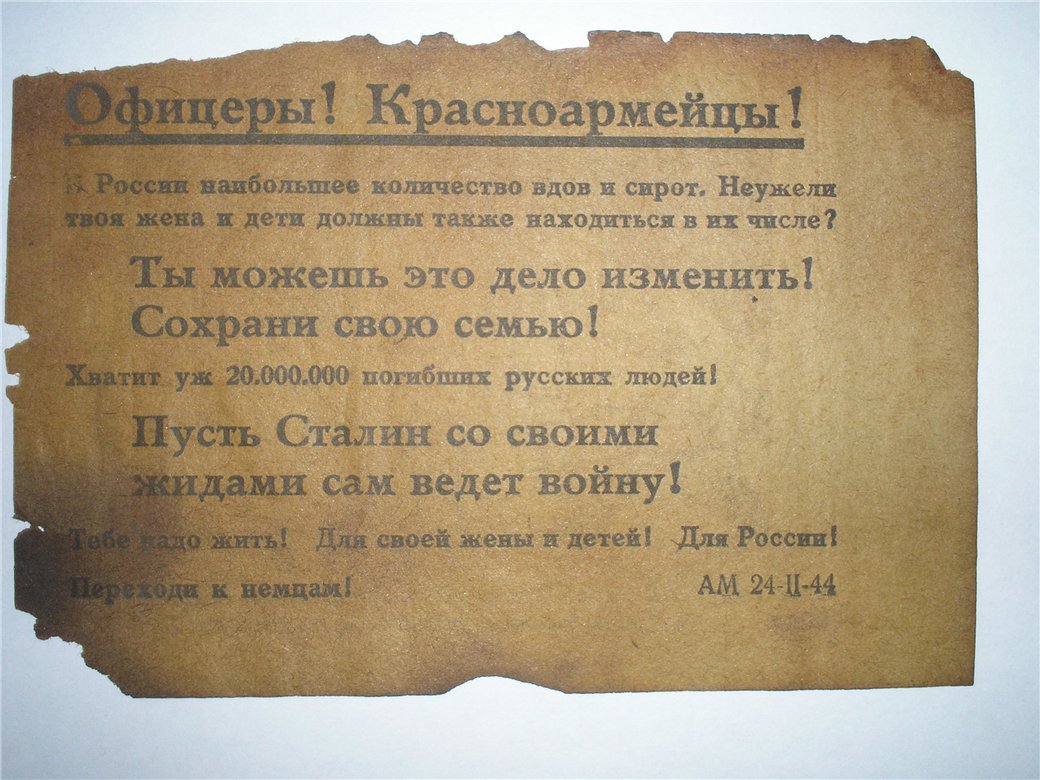 Офицеры! Красноармейцы!
В России наибольшее количество вдов и сирот. Неужели
твоя жена и дети должны также находиться в их числе?
Ты можешь это дело изменить!
Сохрани свою семью!
Хватит уж 20.000.000 погибших русских людей!
Пусть Сталин со своими
жидами сам ведет войну!
Тебе надо жить! Для своей жены и детей! Для России!
Переходи к немцам! АМ 24-II-44